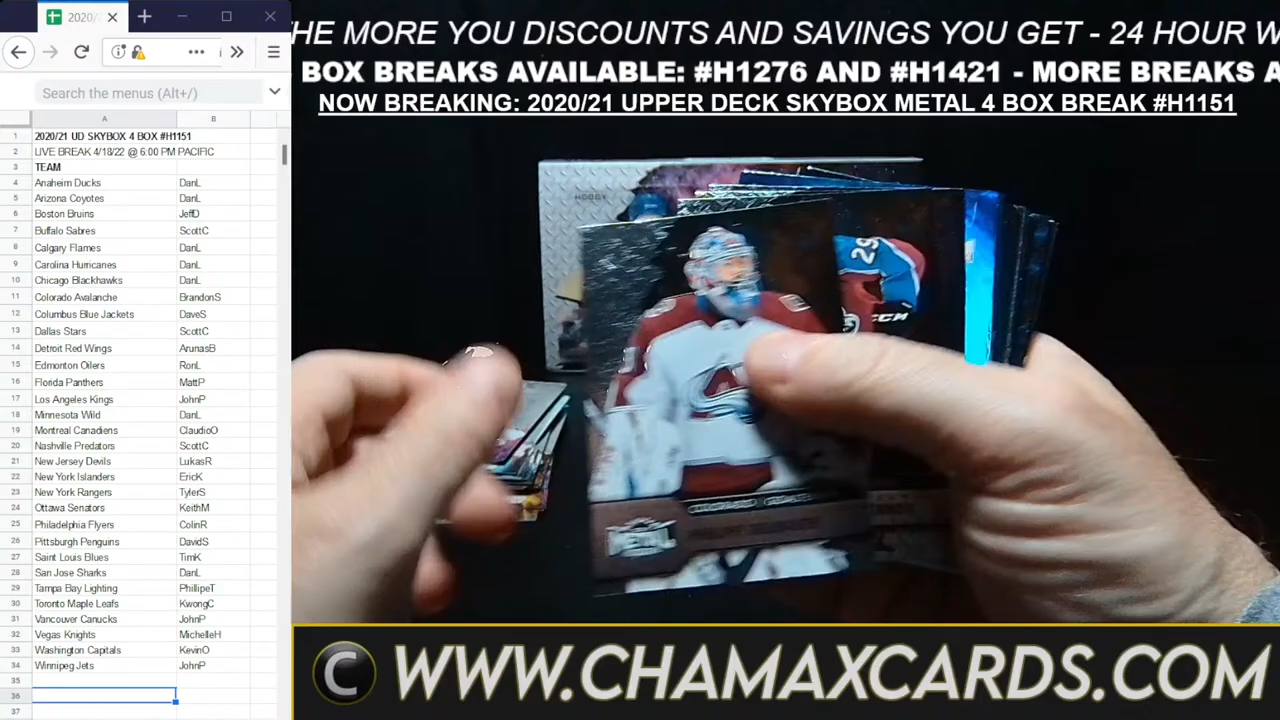 2020/
Search the menus (Alt+/)
A B
1 2020/21 UD SKYBOX 4 BOX #H1151
2 LIVE BREAK 4/18/22 @ 6:00 PM PACIFIC
3 TEAM
4 Anaheim Ducks DanL
5 Arizona Coyotes DanL
6 Boston Bruins JeffD
7 Buffalo Sabres ScottC
8 Calgary Flames DanL
9 Carolina Hurricanes DanL
10 Chicago Blackhawks DanL
11 Colorado Avalanche BrandonS
12 Columbus Blue Jackets DaveS
13 Dallas Stars ScottC
14 Detroit Red Wings ArunasB
15 Edmonton Oilers RonL
16 Florida Panthers MattP
17 Los Angeles Kings JohnP
18 Minnesota Wild DanL
19 Montreal Canadiens ClaudioO
20 Nashville Predators ScottC
21 New Jersey Devils LukasR
22 New York Islanders EricK
23 New York Rangers TylerS
24 Ottawa Senators KeithM
25 Philadelphia Flyers ColinR
26 Pittsburgh Penguins DavidS
27 Saint Louis Blues TimK
28 San Jose Sharks DanL
29 Tampa Bay Lighting PhillipeT
30 Toronto Maple Leafs KwongC
31 Vancouver Canucks JohnP
32 Vegas Knights MichelleH
33 Washington Capitals KevinO
34 Winnipeg Jets JohnP
35
36
37
HE MORE YOU DISCOUNTS AND SAVINGS YOU GET - 24 HOUR W
BOX BREAKS AVAILABLE: #H1276 AND #H1421 - MORE BREAKS A
NOW BREAKING: 2020/21 UPPER DECK SKYBOX METAL 4 BOX BREAK #H1151
HOBBY
29
CCM
METAL
C WWW.CHAMAXCARDS.COM